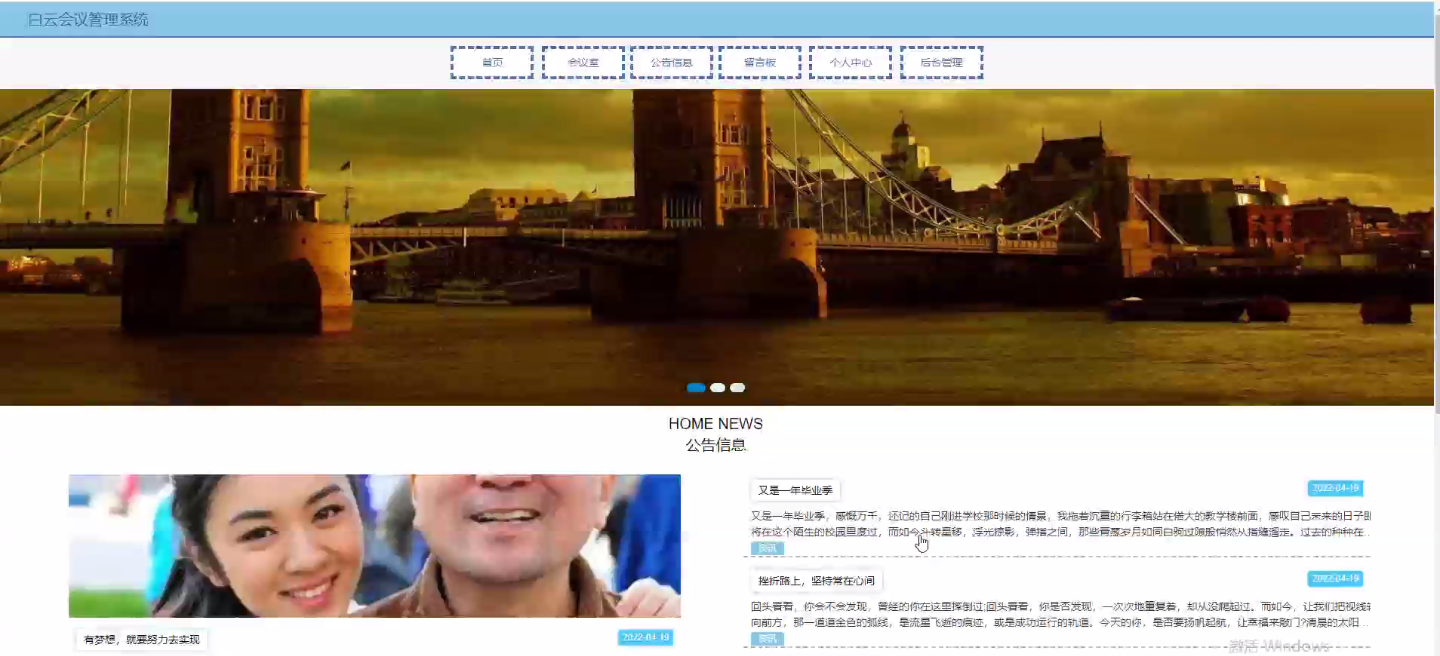 白云会议管理系统
首页
会议室
公告信息
留言板
个人中心
后台管理
HOME NEWS
公告信息
有梦想，就要努力去实现
2022-04-19
又是一年毕业季
2022-04-19
又是一年毕业季，感慨万千，还记的自己刚进学校那时候的情景，我拖着沉重的行李箱站在偌大的教学楼前面，感叹自己未来的日子即
将在这个陌生的校园里度过，而如今斗转星移，浮光掠影，弹指之间，那些青葱岁月如同白驹过隙般悄然从指缝溜走。过去的种种在...
资讯
挫折路上，坚持常在心间
2022-04-19
回头看看，你会不会发现，曾经的你在这里摔倒过;回头看看，你是否发现，一次次地重复着，却从没爬起过。而如今，让我们把视线转
向前方，那一道道金色的弧线，是流星飞逝的痕迹，或是成功运行的轨道。今天的你，是否要扬帆起航，让幸福来敲门?清晨的太阳...
资讯
激活 Windows